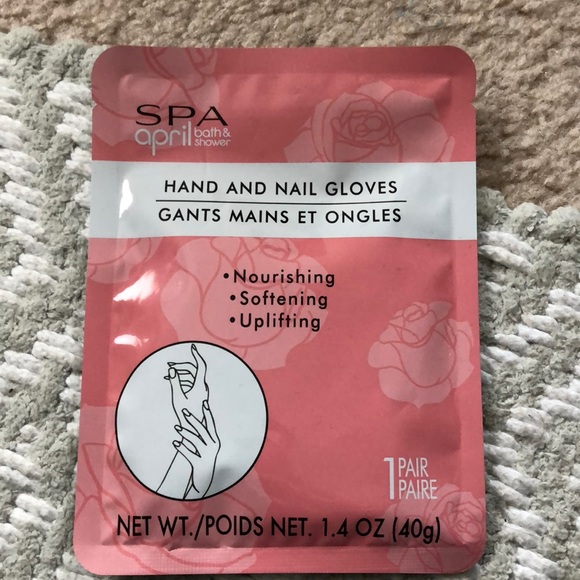 SPA
april bath & shower
HAND AND NAIL GLOVES
GANTS MAINS ET ONGLES
•Nourishing
•Softening
•Uplifting
1 PAIR
PAIRE
NET WT./POIDS NET. 1.4 OZ (40g)